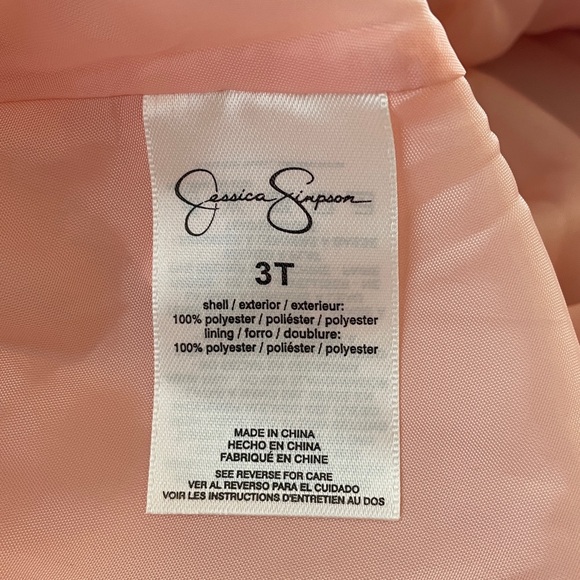 Jessica Simpson
3T
shell / exterior / exterieur:
100% polyester / poliéster / polyester
lining / forro / doublure:
100% polyester / poliéster / polyester
MADE IN CHINA
HECHO EN CHINA
FABRIQUÉ EN CHINE
SEE REVERSE FOR CARE
VER AL REVERSO PARA EL CUIDADO
VOIR LES INSTRUCTIONS D'ENTRETIEN AU DOS